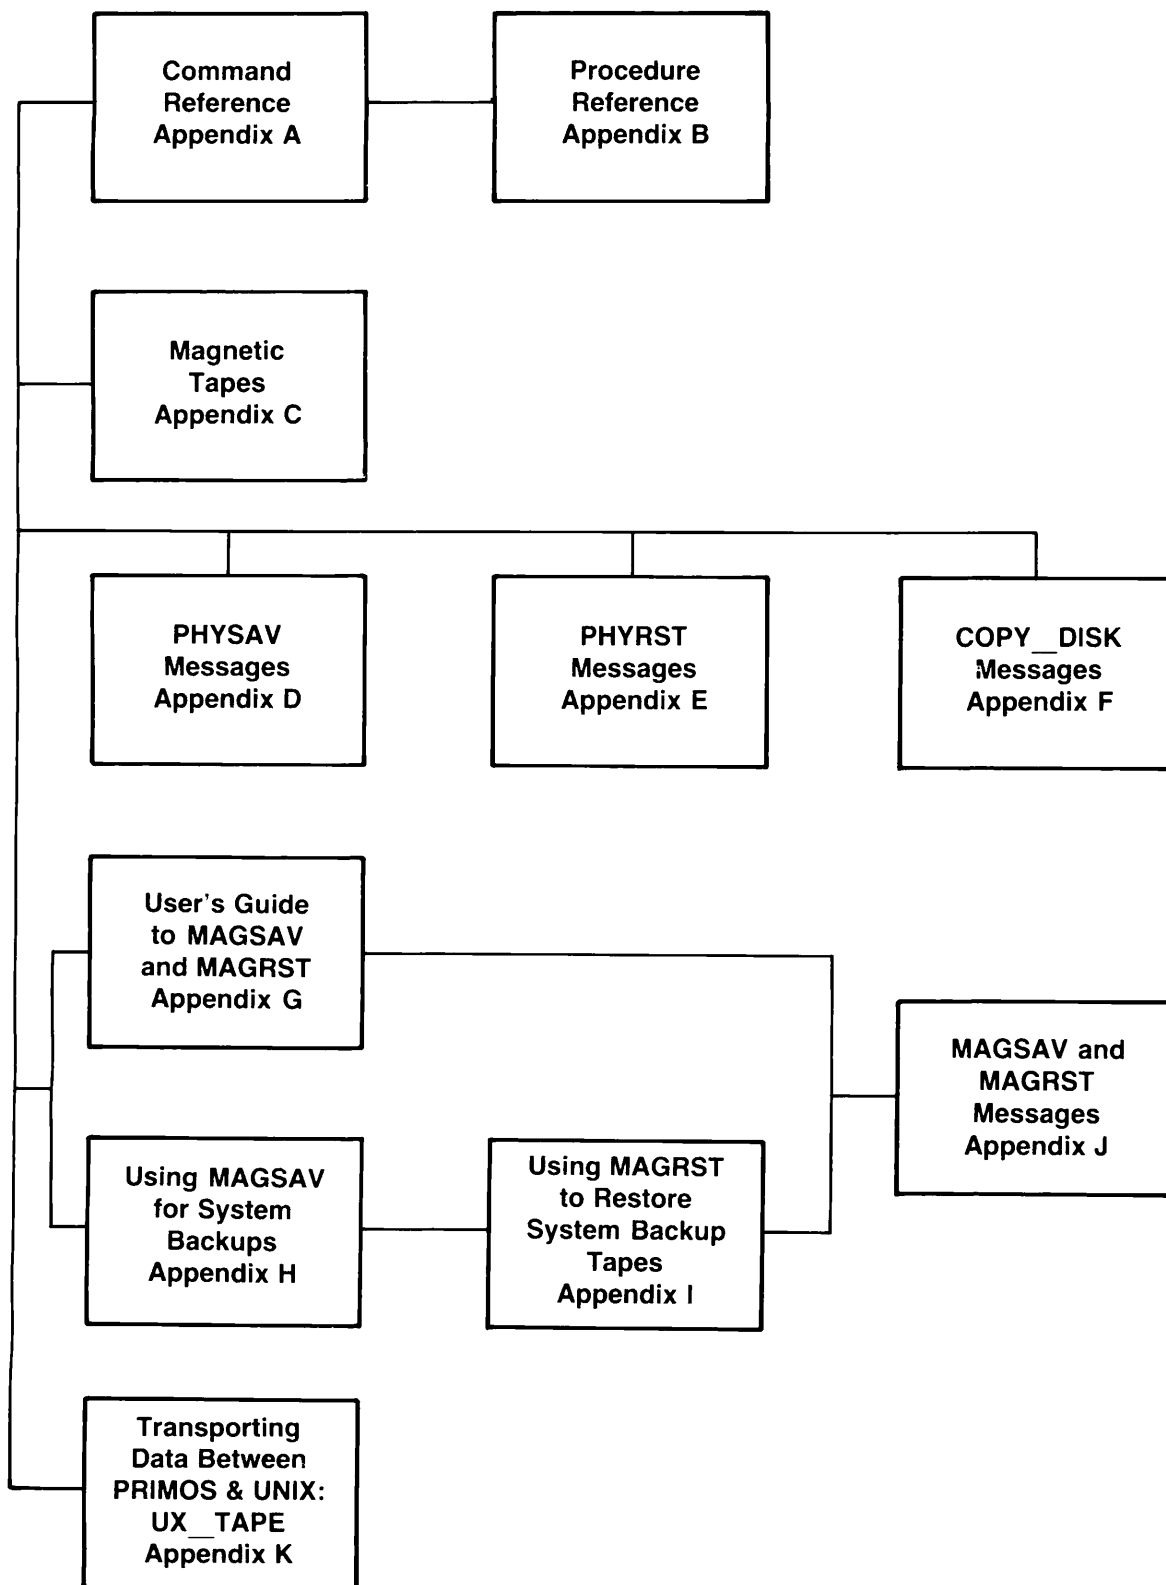 Command
Reference
Appendix A
Procedure
Reference
Appendix B
Magnetic
Tapes
Appendix C
PHYSAV
Messages
Appendix D
PHYRST
Messages
Appendix E
COPY__DISK
Messages
Appendix F
User's Guide
to MAGSAV
and MAGRST
Appendix G
MAGSAV and
MAGRST
Messages
Appendix J
Using MAGSAV
for System
Backups
Appendix H
Using MAGRST
to Restore
System Backup
Tapes
Appendix I
Transporting
Data Between
PRIMOS & UNIX:
UX__TAPE
Appendix K